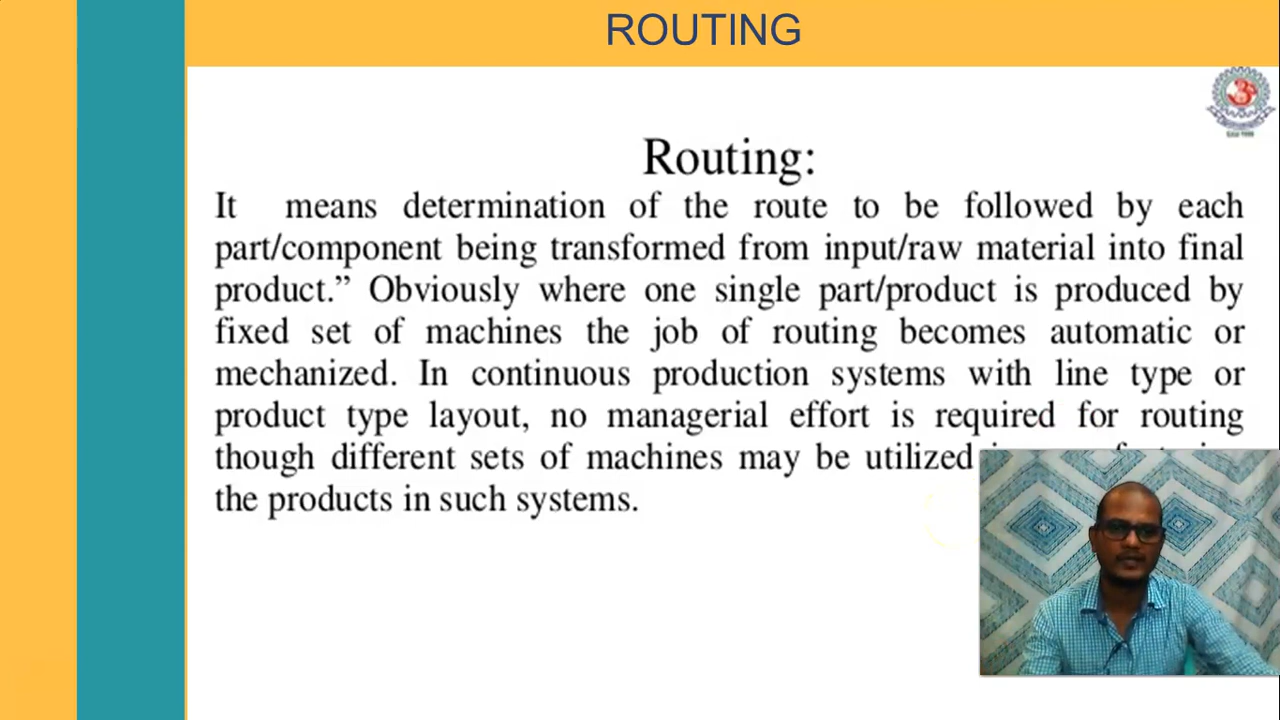 ROUTING
Routing:
It means determination of the route to be followed by each
part/component being transformed from input/raw material into final
product.” Obviously where one single part/product is produced by
fixed set of machines the job of routing becomes automatic or
mechanized. In continuous production systems with line type or
product type layout, no managerial effort is required for routing
though different sets of machines may be utilized
the products in such systems.